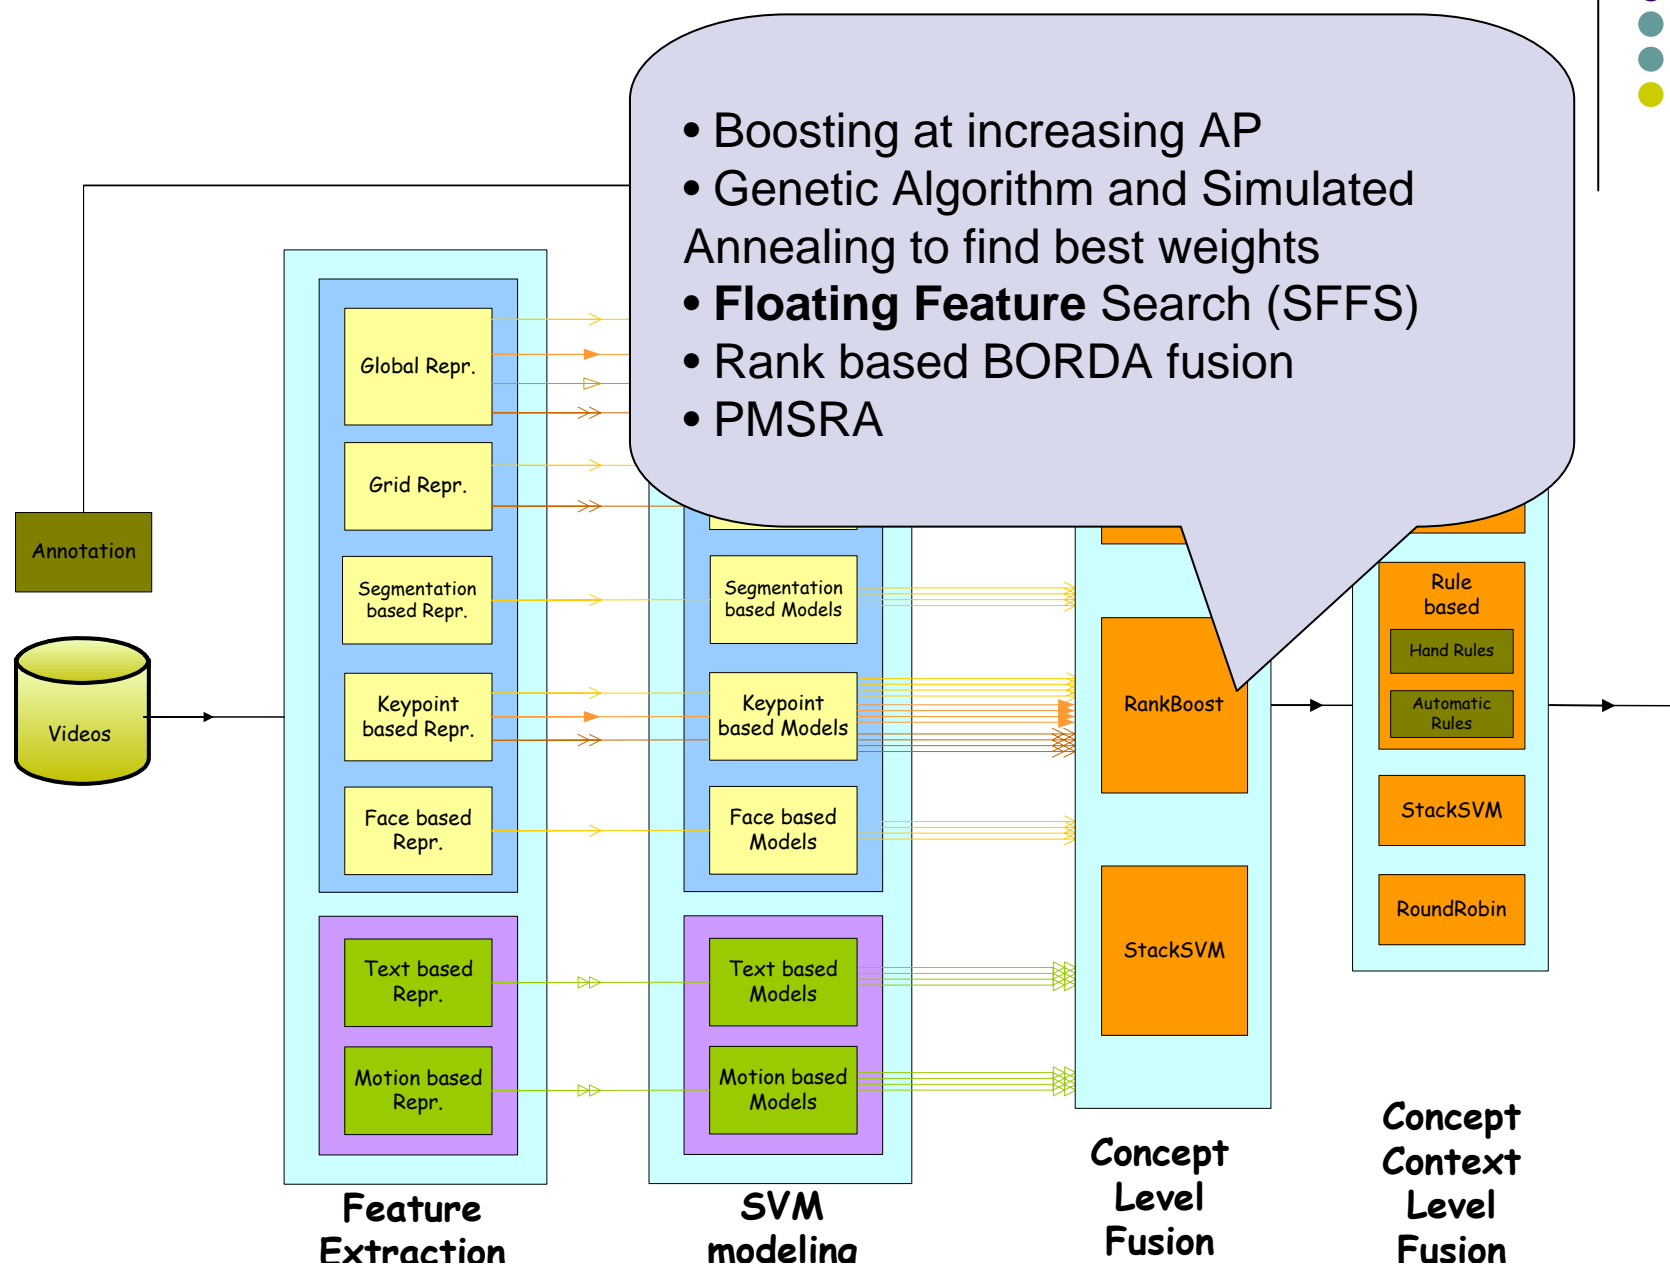 • Boosting at increasing AP
• Genetic Algorithm and Simulated
Annealing to find best weights
• Floating Feature Search (SFFS)
• Rank based BORDA fusion
• PMSRA
Annotation
Videos
Global Repr.
Grid Repr.
Segmentation
based Repr.
Keypoint
based Repr.
Face based
Repr.
Text based
Repr.
Motion based
Repr.
Feature
Extraction
Segmentation
based Models
Keypoint
based Models
Face based
Models
Text based
Models
Motion based
Models
SVM
modeling
RankBoost
StackSVM
Concept
Level
Fusion
Rule
based
Hand Rules
Automatic
Rules
StackSVM
RoundRobin
Concept
Context
Level
Fusion